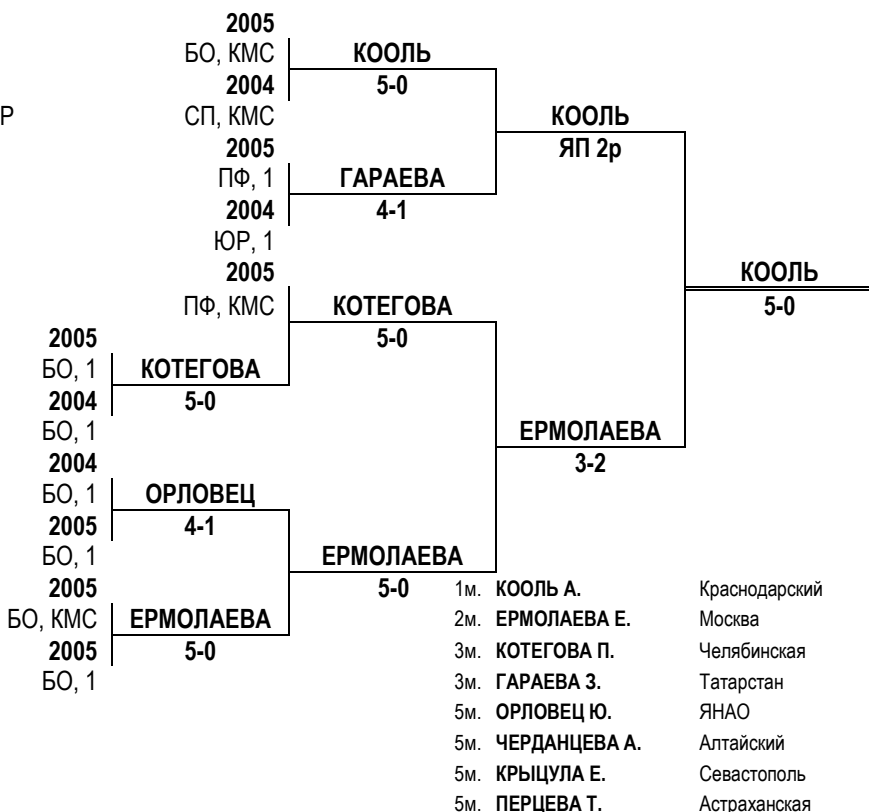 2005
БО, КМС КООЛЬ
2004 5-0
Р СП, КМС КООЛЬ
2005 ЯП 2р
ПФ, 1 ГАРАЕВА
2004 4-1
ЮР, 1
2005 КООЛЬ
ПФ, КМС КОТЕГОВА 5-0
2005 5-0
БО, 1 КОТЕГОВА
2004 5-0
БО, 1 ЕРМОЛАЕВА
2004 3-2
БО, 1 ОРЛОВЕЦ
2005 4-1
БО, 1 ЕРМОЛАЕВА
2005 5-0 1м. КООЛЬ А. Краснодарский
БО, КМС ЕРМОЛАЕВА 2м. ЕРМОЛАЕВА Е. Москва
2005 5-0 3м. КОТЕГОВА П. Челябинская
БО, 1 3м. ГАРАЕВА З. Татарстан
5м. ОРЛОВЕЦ Ю. ЯНАО
5м. ЧЕРДАНЦЕВА А. Алтайский
5м. КРЫЦУЛА Е. Севастополь
5м. ПЕРЦЕВА Т. Астраханская